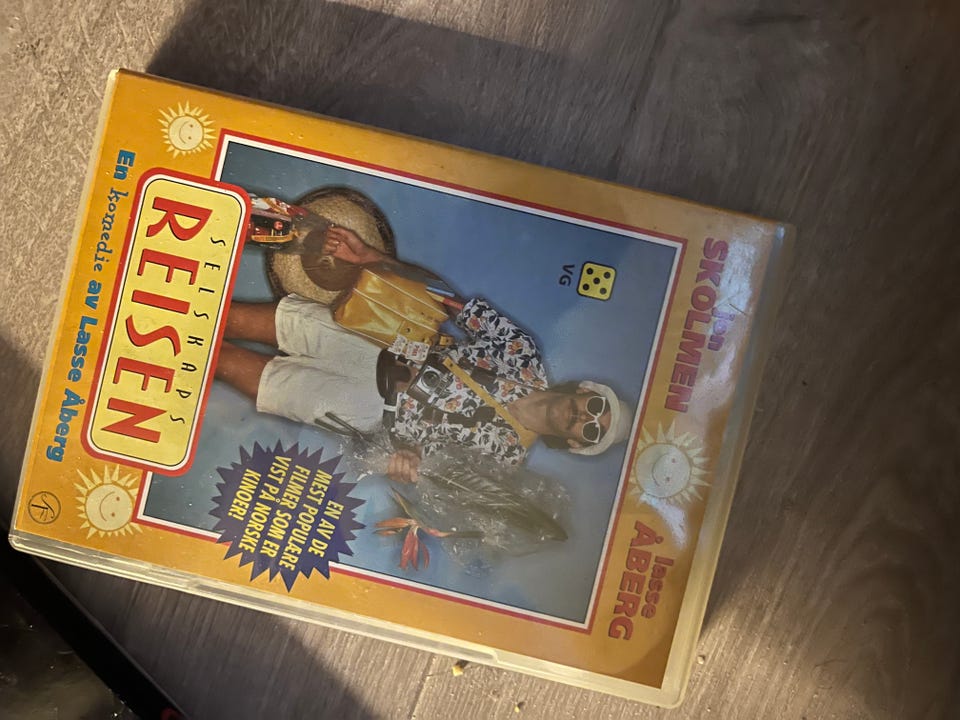 Jon
SKOLMEN
lasse
ÅBERG
VG
EN AV DE
MEST POPULÆRE
FILMER SOM ER
VIST PÅ NORSKE
KINOER!
SELSKAPS
REISEN
En komedie av Lasse Åberg
SF